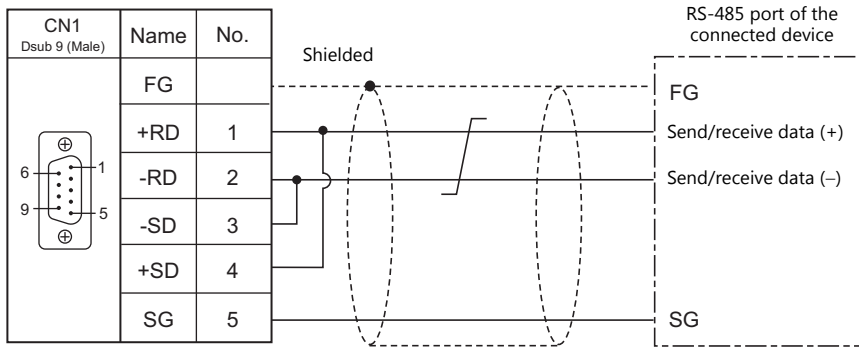 CN1
Dsub 9 (Male)
Name
No.
RS-485 port of the
connected device
Shielded
FG
FG
+RD
1
Send/receive data (+)
-RD
2
Send/receive data (−)
6
1
9
5
-SD
3
+SD
4
SG
5
SG